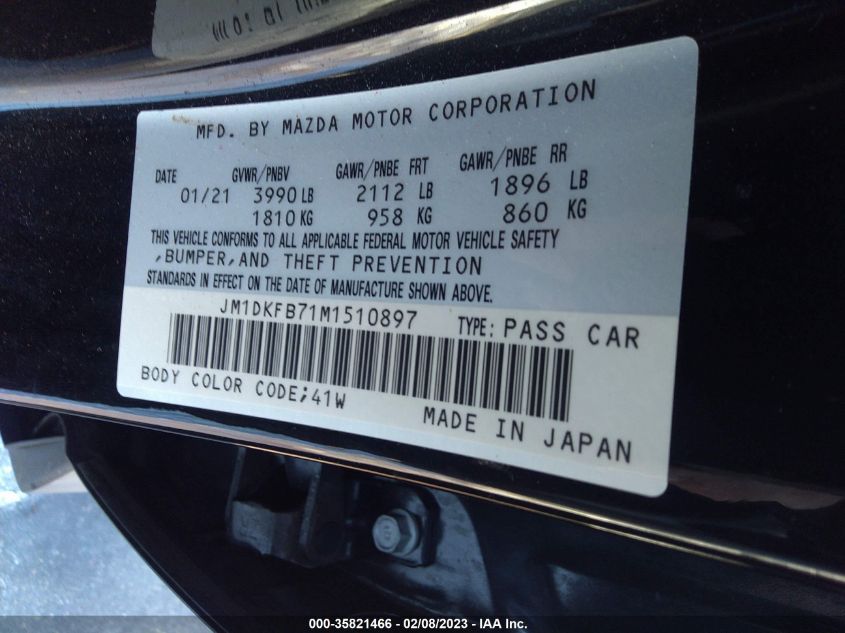 MFD. BY MAZDA MOTOR CORPORATION
DATE GVWR/PNBV GAWR/PNBE FRT GAWR/PNBE RR
01/21 3990 LB 2112 LB 1896 LB
1810 KG 958 KG 860 KG
THIS VEHICLE CONFORMS TO ALL APPLICABLE FEDERAL MOTOR VEHICLE SAFETY
,BUMPER,AND THEFT PREVENTION
STANDARDS IN EFFECT ON THE DATE OF MANUFACTURE SHOWN ABOVE.
JM1DKFB71M1510897 TYPE: PASS CAR
BODY COLOR CODE;41W
MADE IN JAPAN
000-35821466 - 02/08/2023 - IAA Inc.